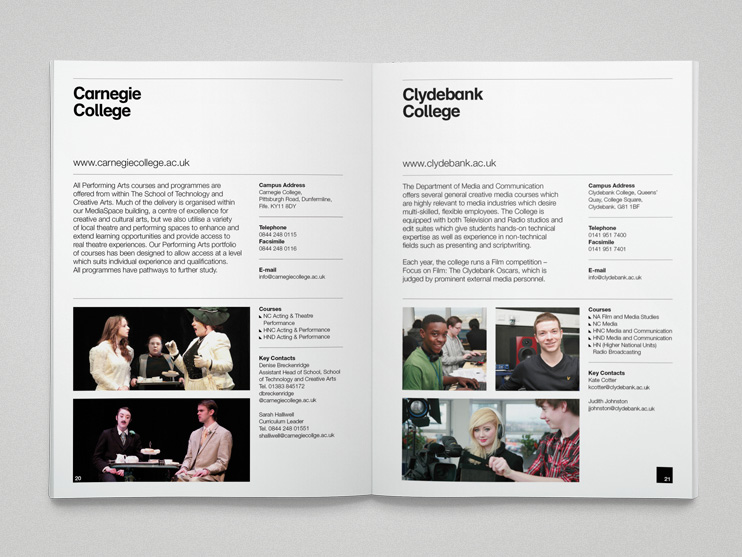 Carnegie
College
www.carnegiecollege.ac.uk
All Performing Arts courses and programmes are
offered from within The School of Technology and
Creative Arts. Much of the delivery is organised within
our MediaSpace building, a centre of excellence for
creative and cultural arts, but we also utilise a variety
of local theatre and performing spaces to enhance and
extend learning opportunities and provide access to
real theatre experiences. Our Performing Arts portfolio
of courses has been designed to allow access at a level
which suits individual experience and qualifications.
All programmes have pathways to further study.
Campus Address
Carnegie College,
Pittsburgh Road, Dunfermline,
Fife. KY11 8DY
Telephone
0844 248 0115
Facsimile
0844 248 0116
E-mail
info@carnegiecollege.ac.uk
Courses
NC Acting & Theatre
Performance
HNC Acting & Performance
HND Acting & Performance
Key Contacts
Denise Breckenridge
Assistant Head of School, School
of Technology and Creative Arts
Tel. 01383 845172
dbreckenridge
@carnegiecollege.ac.uk
Sarah Halliwell
Curriculum Leader
Tel. 0844 248 01551
shalliwell@carnegiecollge.ac.uk
20
Clydebank
College
www.clydebank.ac.uk
The Department of Media and Communication
offers several general creative media courses which
are highly relevant to media industries which desire
multi-skilled, flexible employees. The College is
equipped with both Television and Radio studios and
edit suites which give students hands-on technical
expertise as well as experience in non-technical
fields such as presenting and scriptwriting.
Each year, the college runs a Film competition –
Focus on Film: The Clydebank Oscars, which is
judged by prominent external media personnel.
Campus Address
Clydebank College, Queens'
Quay, College Square,
Clydebank. G81 1BF
Telephone
0141 951 7400
Facsimile
0141 951 7401
E-mail
info@clydebank.ac.uk
Courses
NA Film and Media Studies
NC Media
HNC Media and Communication
HND Media and Communication
HN (Higher National Units)
Radio Broadcasting
Key Contacts
Kate Cotter
kcotter@clydebank.ac.uk
Judith Johnston
jjohnston@clydebank.ac.uk
21